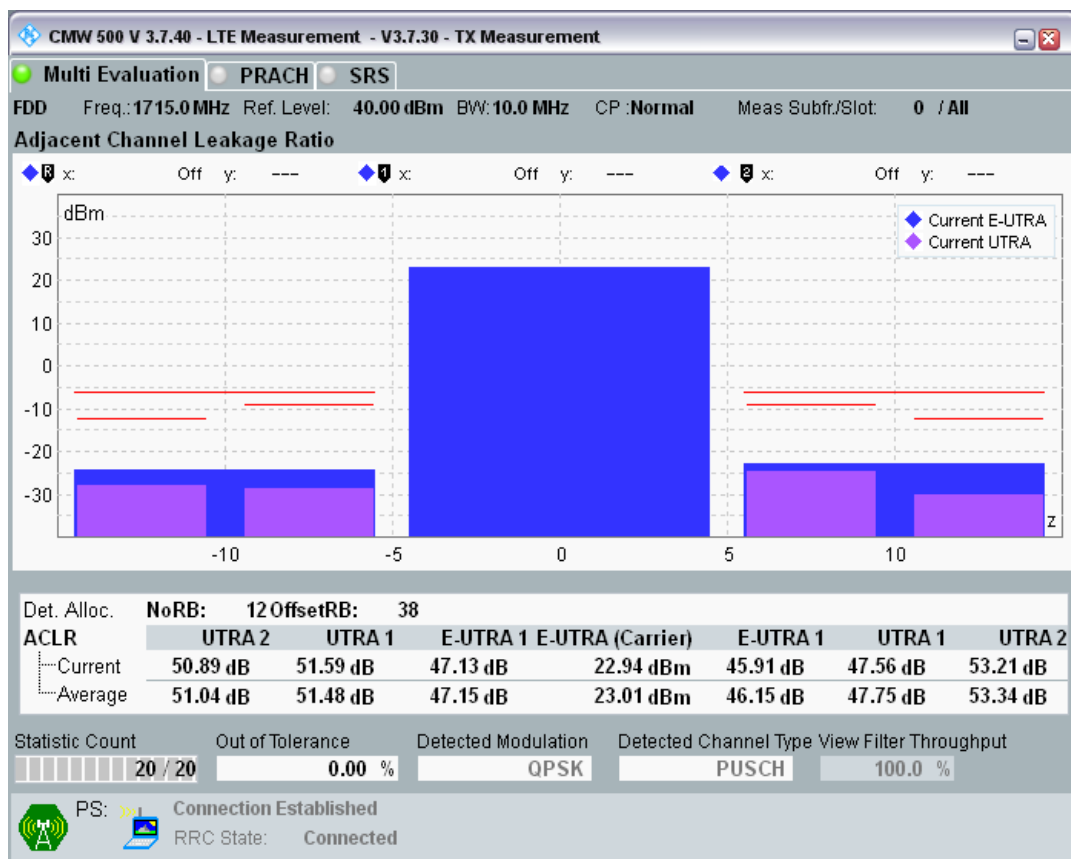 CMW 500 V 3.7.40 - LTE Measurement - V3.7.30 - TX Measurement
Multi Evaluation PRACH SRS
FDD Freq.:1715.0 MHz Ref. Level: 40.00 dBm BW: 10.0 MHz CP :Normal Meas Subfr./Slot: 0 / All
Adjacent Channel Leakage Ratio
R x: Off y: --- 1 x: Off y: --- 2 x: Off y: ---
dBm
Current E-UTRA
Current UTRA
30
20
10
0
-10
-20
-30
z
-10 -5 0 5 10
Det. Alloc. NoRB: 12 OffsetRB: 38
ACLR UTRA 2 UTRA 1 E-UTRA 1 E-UTRA (Carrier) E-UTRA 1 UTRA 1 UTRA 2
Current 50.89 dB 51.59 dB 47.13 dB 22.94 dBm 45.91 dB 47.56 dB 53.21 dB
Average 51.04 dB 51.48 dB 47.15 dB 23.01 dBm 46.15 dB 47.75 dB 53.34 dB
Statistic Count Out of Tolerance Detected Modulation Detected Channel Type View Filter Throughput
20 / 20 0.00 % QPSK PUSCH 100.0 %
PS: Connection Established
RRC State: Connected